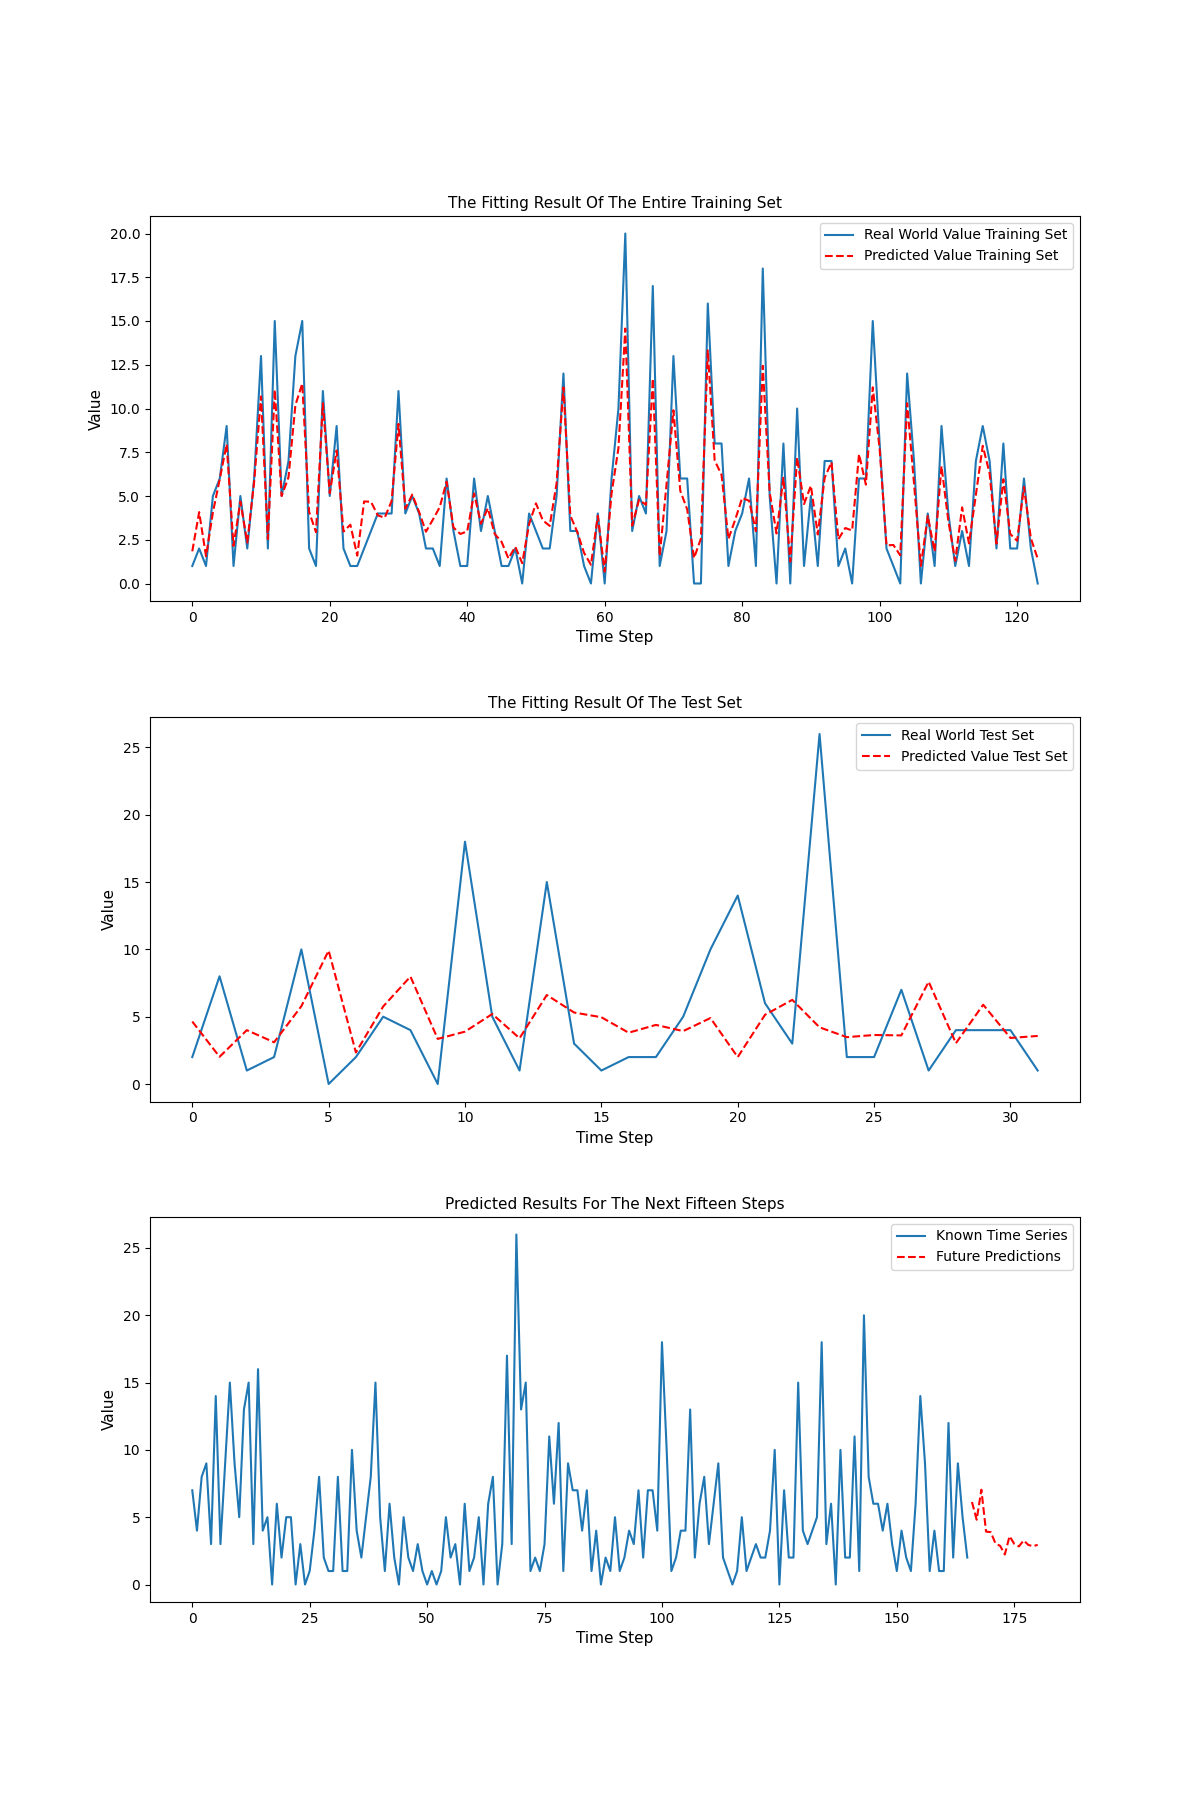 The Fitting Result Of The Entire Training Set
Real World Value Training Set
Predicted Value Training Set
Value
20.0
17.5
15.0
12.5
10.0
7.5
5.0
2.5
0.0
0 20 40 60 80 100 120
Time Step
The Fitting Result Of The Test Set
Real World Test Set
Predicted Value Test Set
Value
25
20
15
10
5
0
0 5 10 15 20 25 30
Time Step
Predicted Results For The Next Fifteen Steps
Known Time Series
Future Predictions
Value
25
20
15
10
5
0
0 25 50 75 100 125 150 175
Time Step